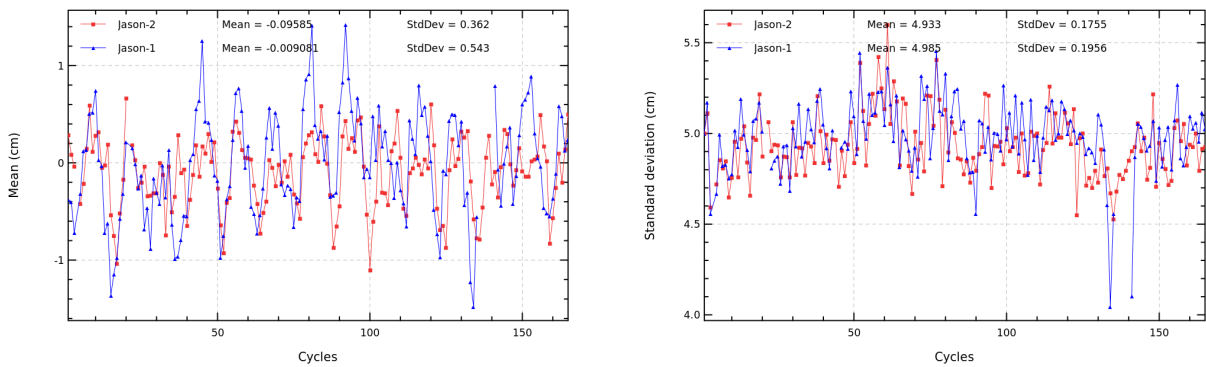 Jason-2 Mean = -0.09585 StdDev = 0.362
Jason-1 Mean = -0.009081 StdDev = 0.543
1
0
-1
Mean (cm)
50 100 150
Cycles
Jason-2 Mean = 4.933 StdDev = 0.1755
Jason-1 Mean = 4.985 StdDev = 0.1956
5.5
5.0
4.5
4.0
Standard deviation (cm)
50 100 150
Cycles